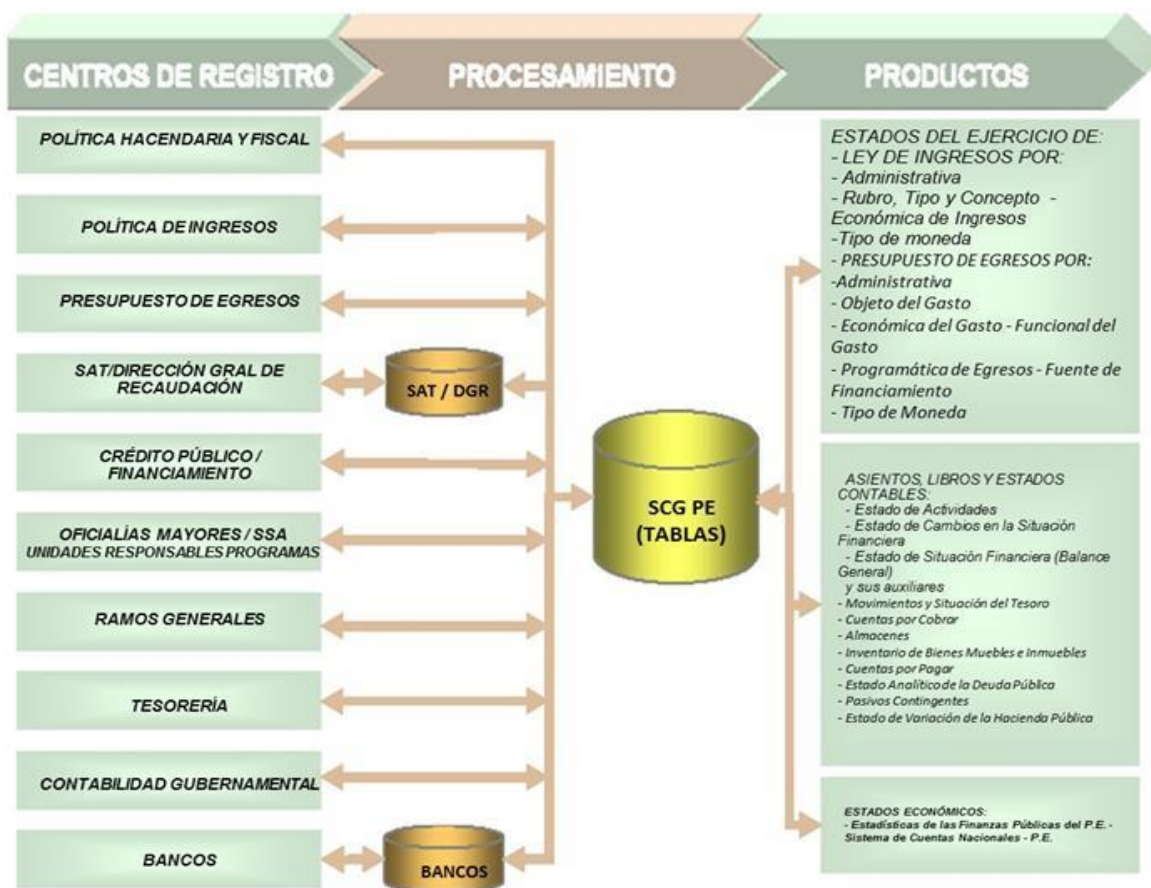 CENTROS DE REGISTRO
PROCESAMIENTO
PRODUCTOS
POLÍTICA HACENDARIA Y FISCAL
POLÍTICA DE INGRESOS
PRESUPUESTO DE EGRESOS
SAT/DIRECCIÓN GRAL DE
RECAUDACIÓN
CRÉDITO PÚBLICO /
FINANCIAMIENTO
OFICIALÍAS MAYORES / SSA
UNIDADES RESPONSABLES PROGRAMAS
RAMOS GENERALES
TESORERÍA
CONTABILIDAD GUBERNAMENTAL
BANCOS
SAT / DGR
BANCOS
SCG PE
(TABLAS)
ESTADOS DEL EJERCICIO DE:
- LEY DE INGRESOS POR:
- Administrativa
- Rubro, Tipo y Concepto -
Económica de Ingresos
-Tipo de moneda
- PRESUPUESTO DE EGRESOS POR:
-Administrativa
- Objeto del Gasto
- Económica del Gasto - Funcional del
Gasto
- Programática de Egresos - Fuente de
Financiamiento
- Tipo de Moneda
ASIENTOS, LIBROS Y ESTADOS
CONTABLES:
- Estado de Actividades
- Estado de Cambios en la Situación
Financiera
- Estado de Situación Financiera (Balance
General)
y sus auxiliares
- Movimientos y Situación del Tesoro
- Cuentas por Cobrar
- Almacenes
- Inventario de Bienes Muebles e Inmuebles
- Cuentas por Pagar
- Estado Analítico de la Deuda Pública
- Pasivos Contingentes
- Estado de Variación de la Hacienda Pública
ESTADOS ECONÓMICOS:
- Estadísticas de las Finanzas Públicas del P.E. -
Sistema de Cuentas Nacionales - P.E.